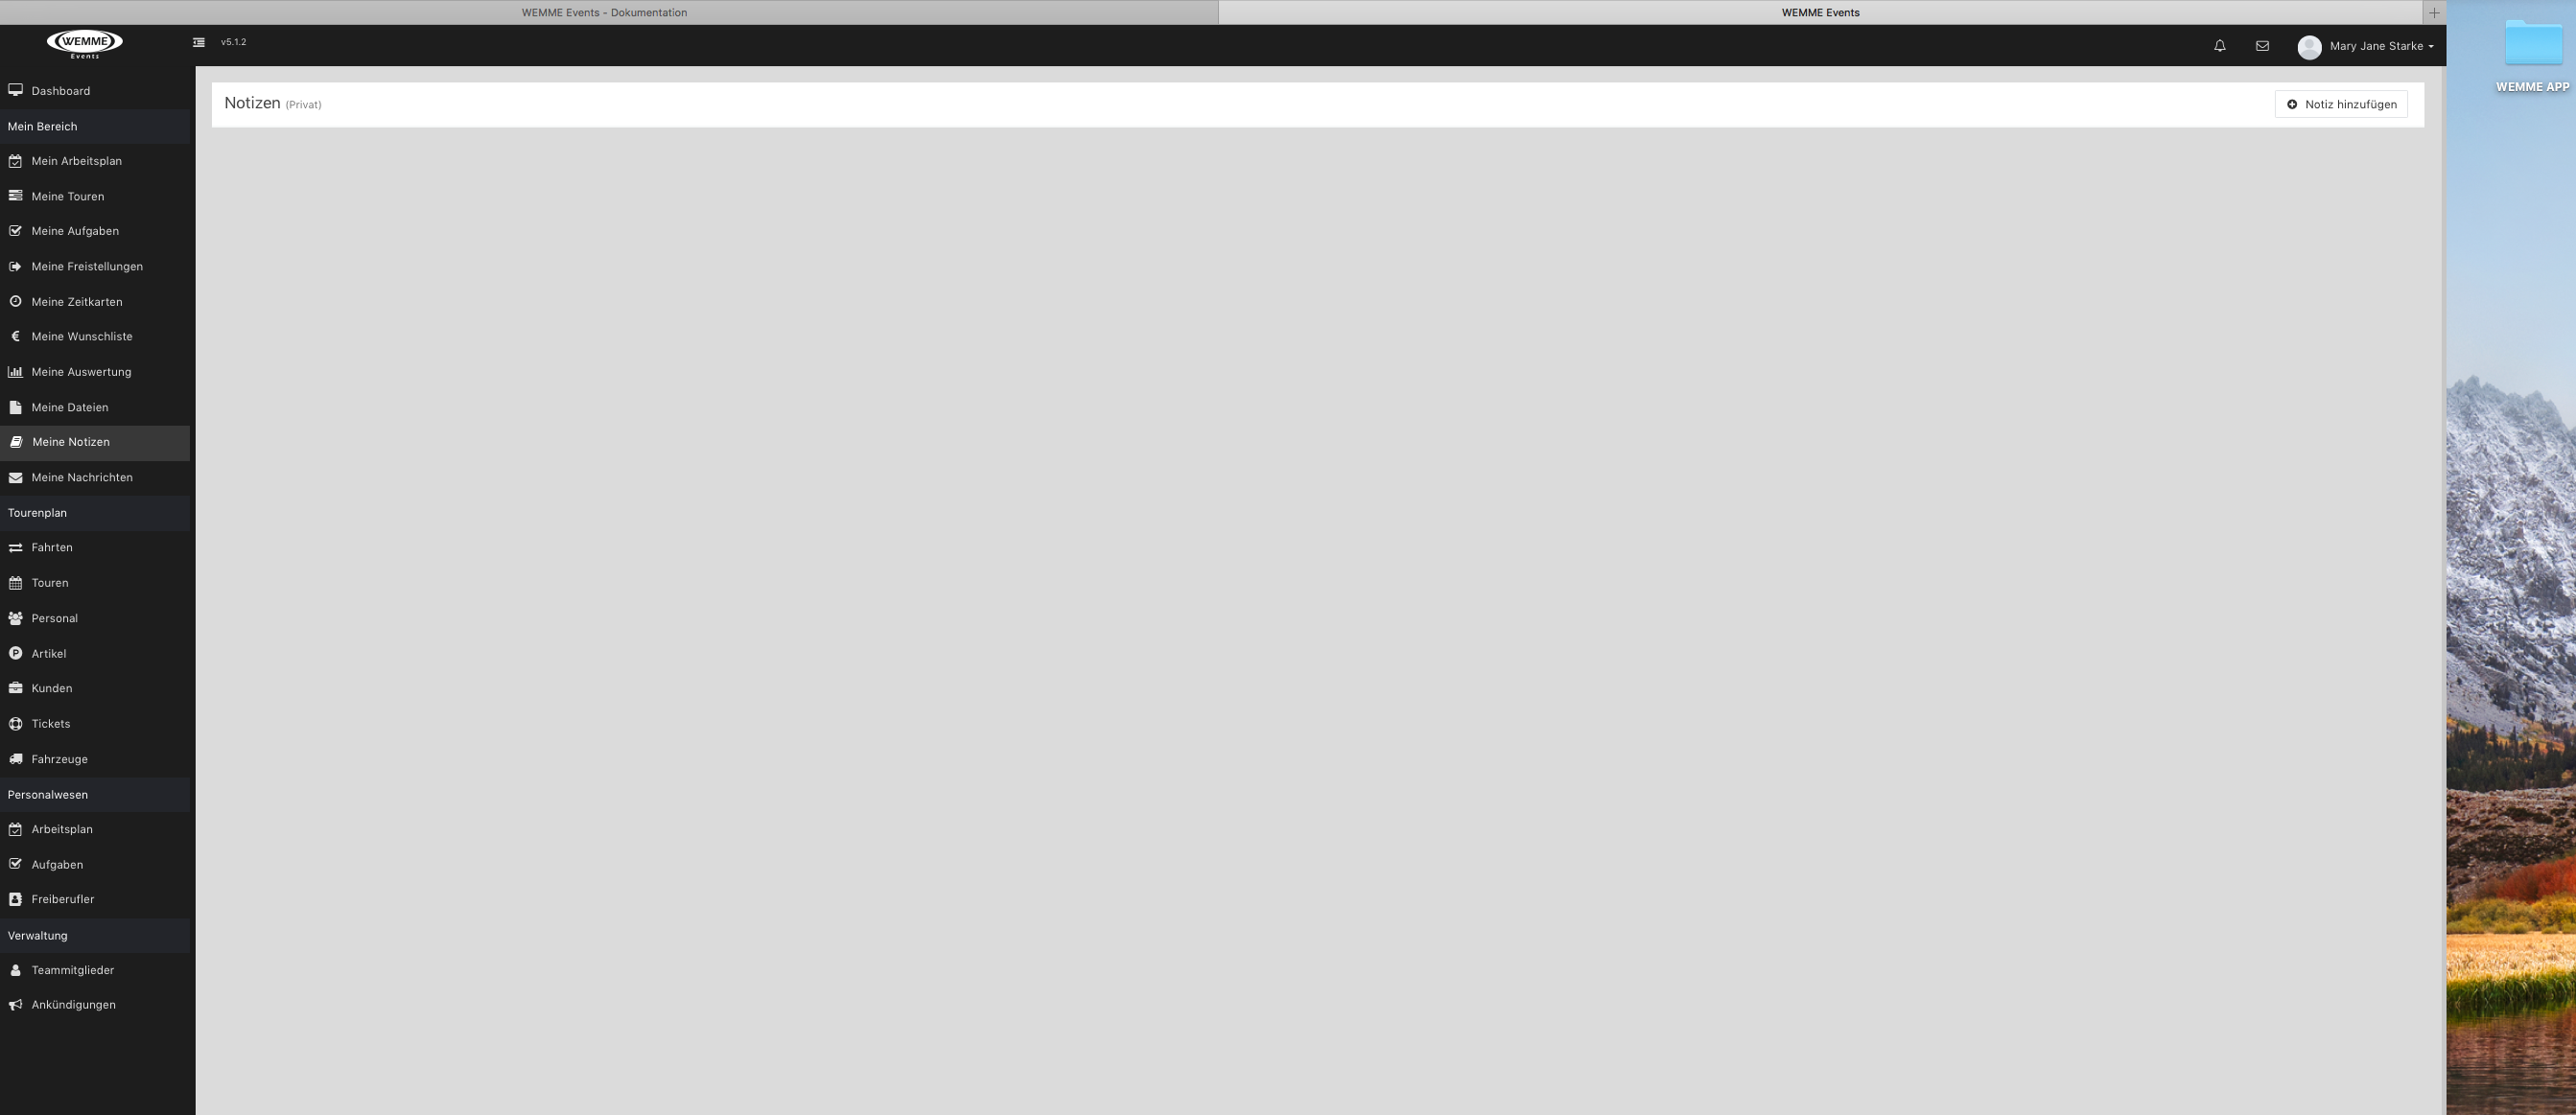 WEMME Events - Dokumentation
WEMME Events
WEMME
Events
v5.1.2
Mary Jane Starke
WEMME APP
Dashboard
Mein Bereich
Mein Arbeitsplan
Meine Touren
Meine Aufgaben
Meine Freistellungen
Meine Zeitkarten
€ Meine Wunschliste
Meine Auswertung
Meine Dateien
Meine Notizen
Meine Nachrichten
Tourenplan
Fahrten
Touren
Personal
Artikel
Kunden
Tickets
Fahrzeuge
Personalwesen
Arbeitsplan
Aufgaben
Freiberufler
Verwaltung
Teammitglieder
Ankündigungen
Notizen (Privat)
Notiz hinzufügen